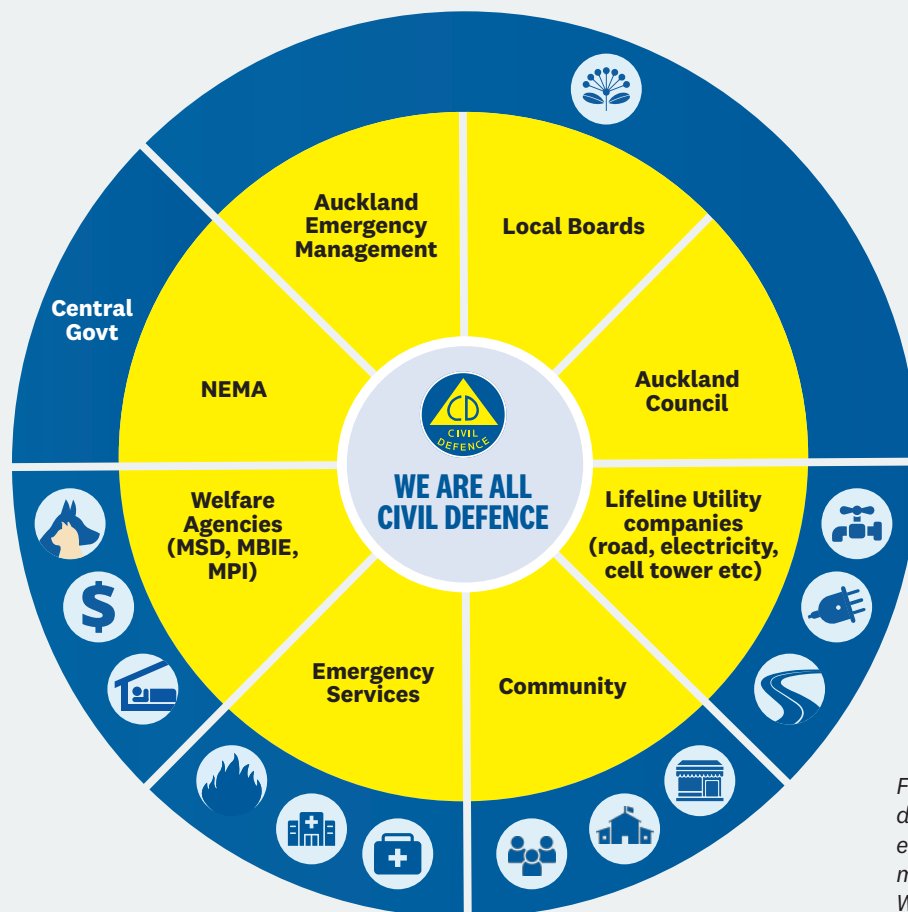 Auckland
Emergency
Management
Local Boards
Central
Govt
NEMA
Auckland
Council
CD
CIVIL
DEFENCE
WE ARE ALL
CIVIL DEFENCE
Welfare
Agencies
(MSD, MBIE,
MPI)
Lifeline Utility
companies
(road, electricity,
cell tower etc)
$
Emergency
Services
Community